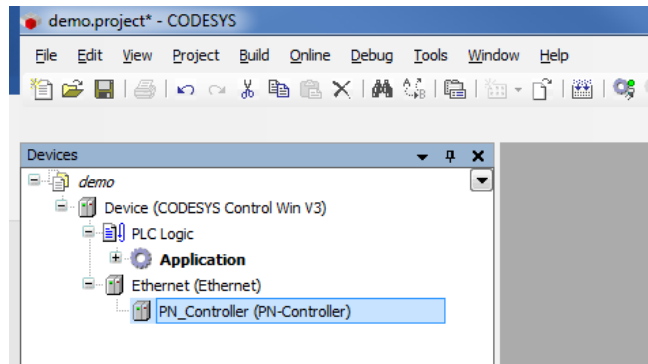 demo.project* - CODESYS
File Edit View Project Build Online Debug Tools Window Help
Devices
demo
Device (CODESYS Control Win V3)
PLC Logic
Application
Ethernet (Ethernet)
PN_Controller (PN-Controller)